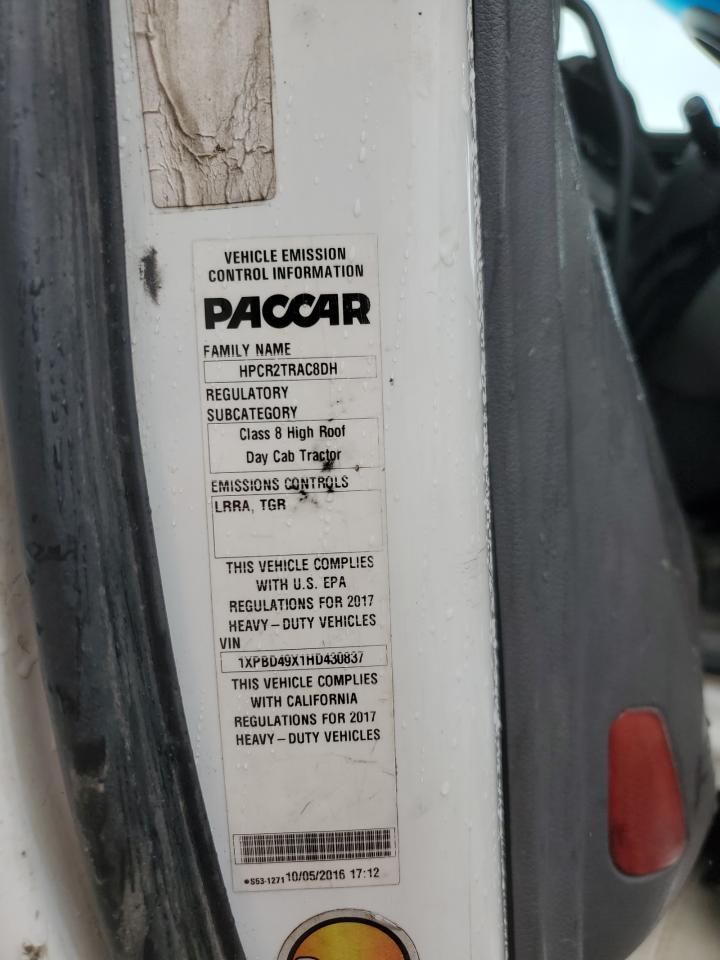 VEHICLE EMISSION
CONTROL INFORMATION
PACCAR
FAMILY NAME
HPCR2TRAC8DH
REGULATORY
SUBCATEGORY
Class 8 High Roof
Day Cab Tractor
EMISSIONS CONTROLS
LRRA, TGR
THIS VEHICLE COMPLIES
WITH U.S. EPA
REGULATIONS FOR 2017
HEAVY-DUTY VEHICLES
VIN
1XPBD49X1HD430837
THIS VEHICLE COMPLIES
WITH CALIFORNIA
REGULATIONS FOR 2017
HEAVY-DUTY VEHICLES
S53-1271 10/05/2016 17:12